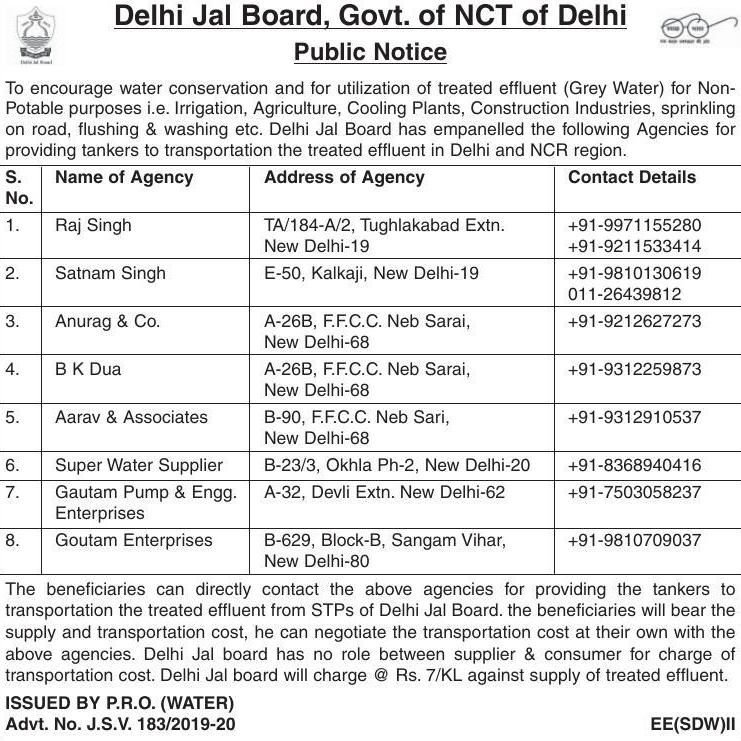 Delhi Jal Board, Govt. of NCT of Delhi
Public Notice
Delhi Jal Board
To encourage water conservation and for utilization of treated effluent (Grey Water) for Non-
Potable purposes i.e. Irrigation, Agriculture, Cooling Plants, Construction Industries, sprinkling
on road, flushing & washing etc. Delhi Jal Board has empanelled the following Agencies for
providing tankers to transportation the treated effluent in Delhi and NCR region.
S. Name of Agency Address of Agency Contact Details
No.
1. Raj Singh TA/184-A/2, Tughlakabad Extn. +91-9971155280
New Delhi-19 +91-9211533414
2. Satnam Singh E-50, Kalkaji, New Delhi-19 +91-9810130619
011-26439812
3. Anurag & Co. A-26B, F.F.C.C. Neb Sarai, +91-9212627273
New Delhi-68
4. B K Dua A-26B, F.F.C.C. Neb Sarai, +91-9312259873
New Delhi-68
5. Aarav & Associates B-90, F.F.C.C. Neb Sari, +91-9312910537
New Delhi-68
6. Super Water Supplier B-23/3, Okhla Ph-2, New Delhi-20 +91-8368940416
7. Gautam Pump & Engg. A-32, Devli Extn. New Delhi-62 +91-7503058237
Enterprises
8. Goutam Enterprises B-629, Block-B, Sangam Vihar, +91-9810709037
New Delhi-80
The beneficiaries can directly contact the above agencies for providing the tankers to
transportation the treated effluent from STPs of Delhi Jal Board. the beneficiaries will bear the
supply and transportation cost, he can negotiate the transportation cost at their own with the
above agencies. Delhi Jal board has no role between supplier & consumer for charge of
transportation cost. Delhi Jal board will charge @ Rs. 7/KL against supply of treated effluent.
ISSUED BY P.R.O. (WATER)
Advt. No. J.S.V. 183/2019-20 EE(SDW)II